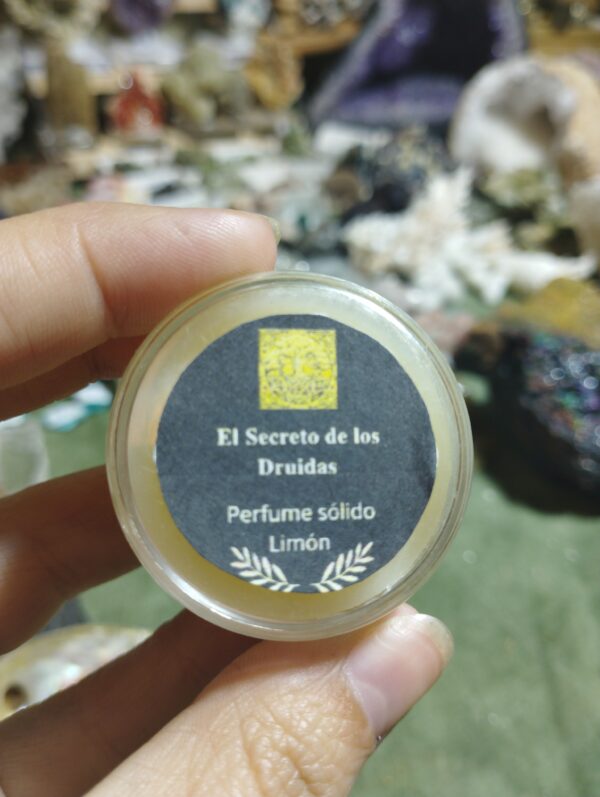 El Secreto de los
Druidas
Perfume sólido
Limón